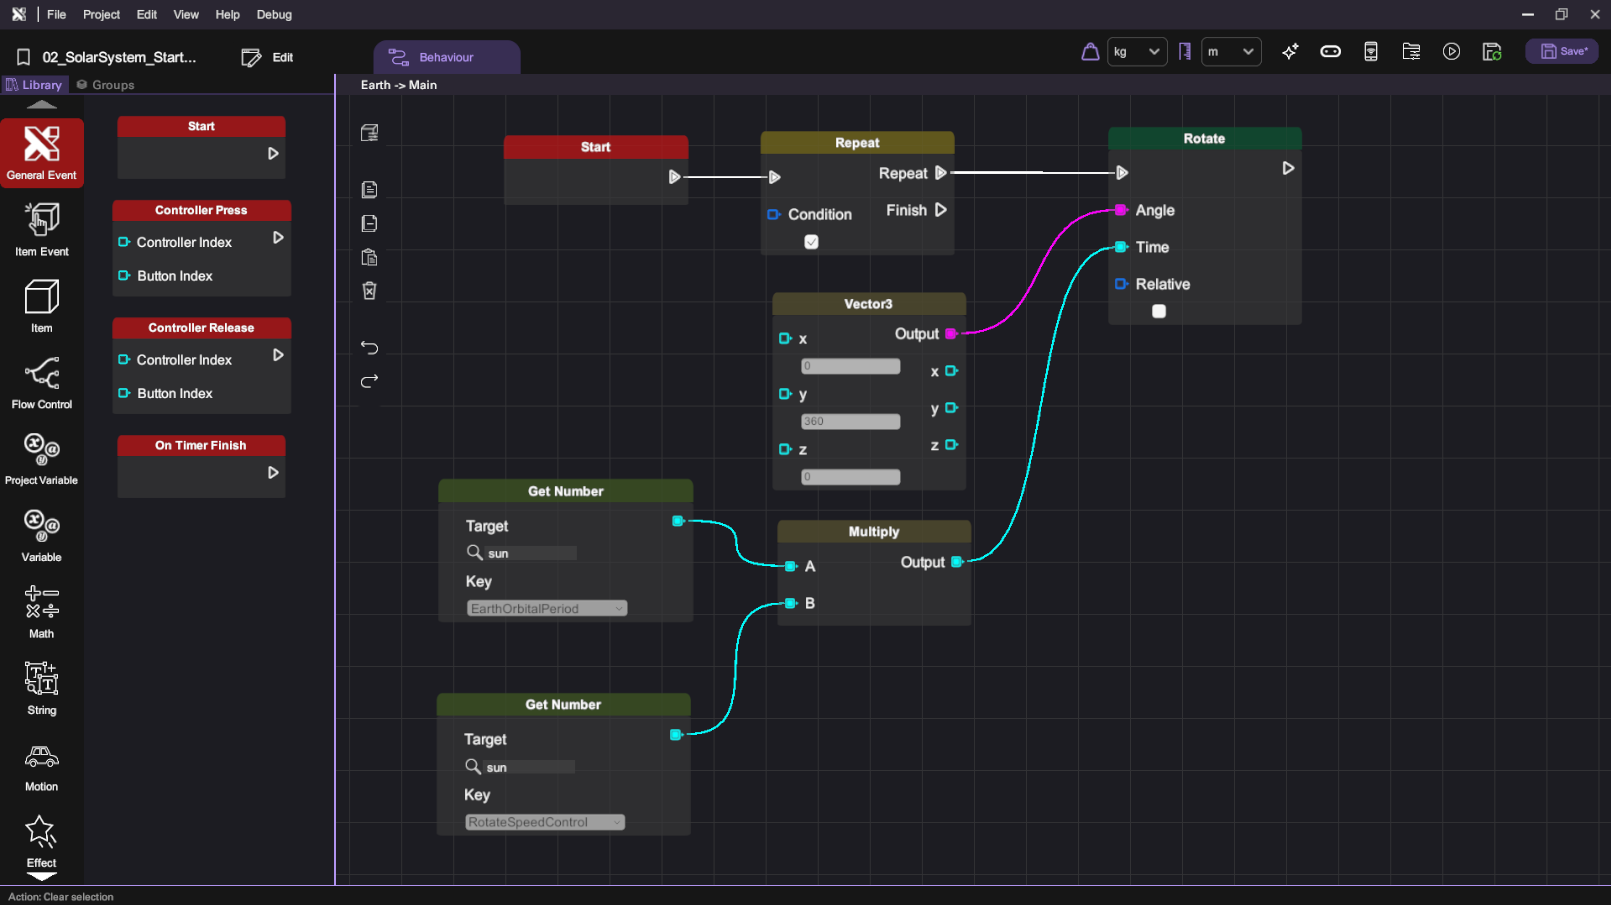 File Project Edit View Help Debug
02_SolarSystem_Start... Edit Behaviour kg m Save*
Library Groups Earth -> Main
General Event
Item Event
Item
Flow Control
Project Variable
Variable
Math
String
Motion
Effect
Start
Controller Press
Controller Index
Button Index
Controller Release
Controller Index
Button Index
On Timer Finish
Start
Repeat
Repeat
Condition Finish
Rotate
Angle
Time
Relative
Vector3
x Output
0 x
y y
360
z z
0
Get Number
Target
sun
Key
EarthOrbitalPeriod
Multiply
A Output
B
Get Number
Target
sun
Key
RotateSpeedControl
Action: Clear selection